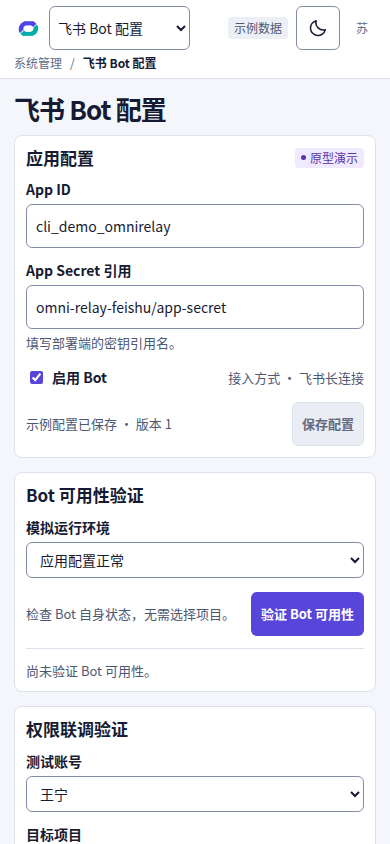 飞书 Bot 配置
示例数据
苏
系统管理 / 飞书 Bot 配置
飞书 Bot 配置
应用配置
原型演示
App ID
cli_demo_omnirelay
App Secret 引用
omni-relay-feishu/app-secret
填写部署端的密钥引用名。
启用 Bot
接入方式 • 飞书长连接
示例配置已保存 • 版本 1
保存配置
Bot 可用性验证
模拟运行环境
应用配置正常
检查 Bot 自身状态，无需选择项目。
验证 Bot 可用性
尚未验证 Bot 可用性。
权限联调验证
测试账号
王宁
目标项目